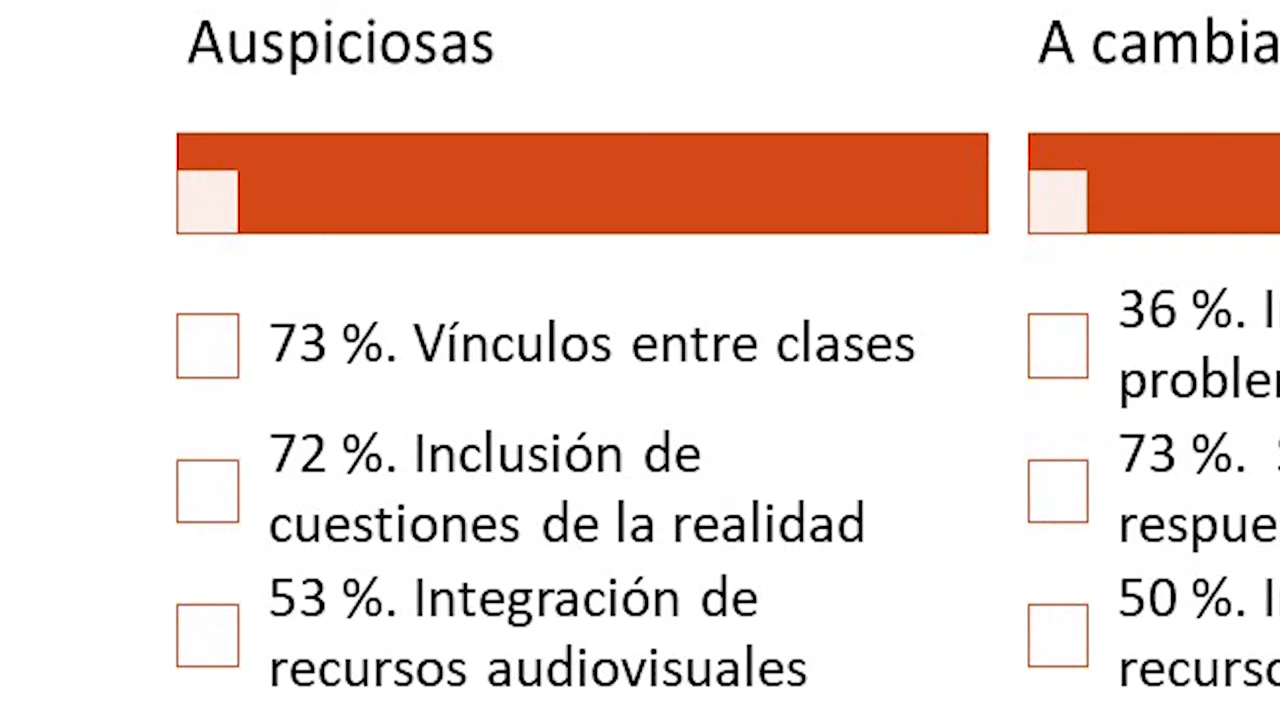 Auspiciosas
73 %. Vínculos entre clases
72 %. Inclusión de
cuestiones de la realidad
53 %. Integración de
recursos audiovisuales
A
36 %.
73 %.
50 %.